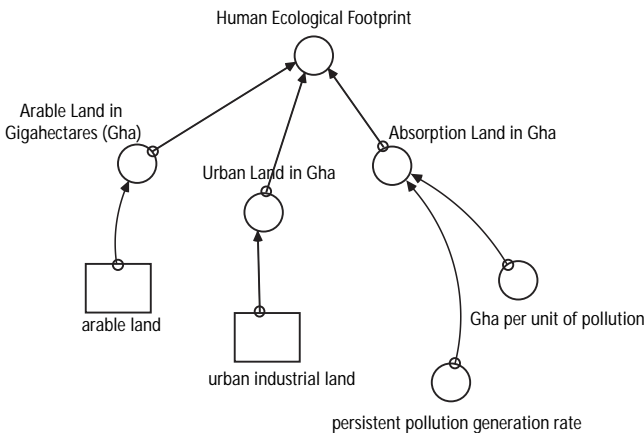 Human Ecological Footprint
Arable Land in
Gigahectares (Gha)
Absorption Land in Gha
Urban Land in Gha
arable land
Gha per unit of pollution
urban industrial land
persistent pollution generation rate